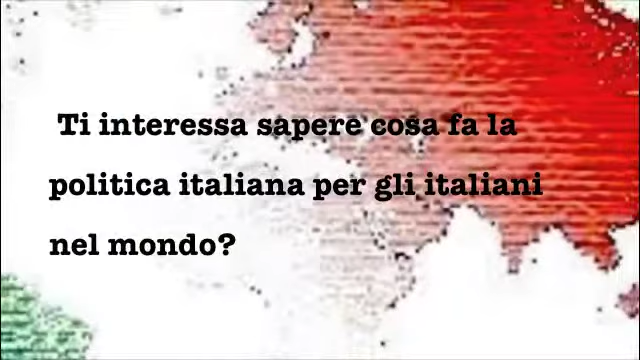 Ti interessa sapere cosa fa la
politica italiana per gli italiani
nel mondo?